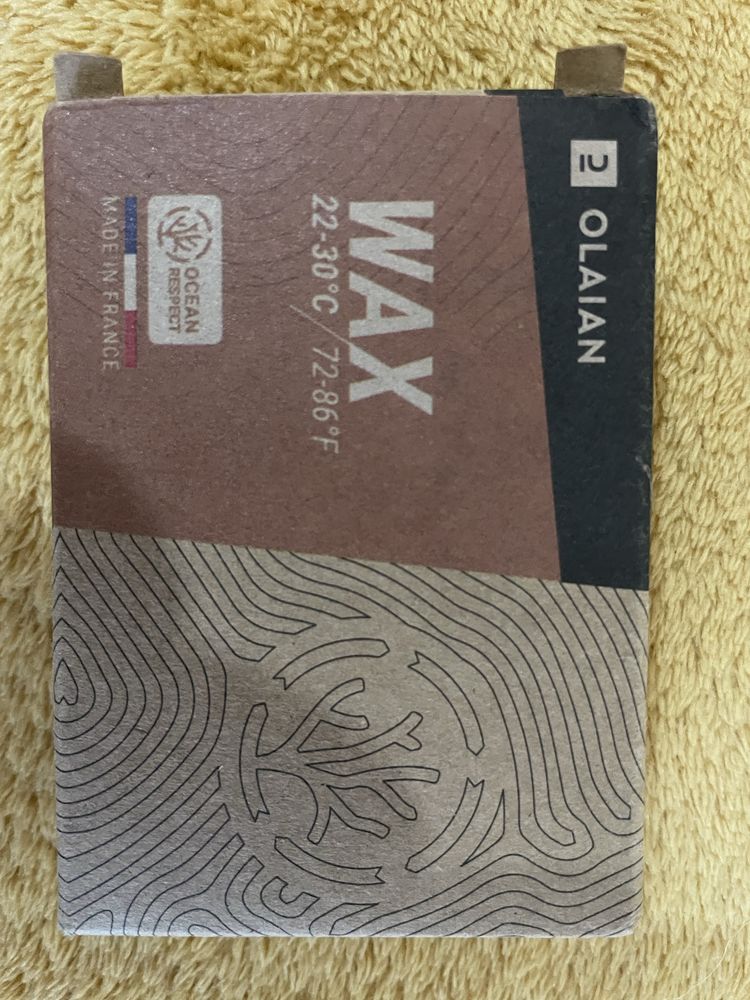 OLAIAN
WAX
22-30°C / 72-86°F
OCEAN
RESPECT
MADE IN FRANCE